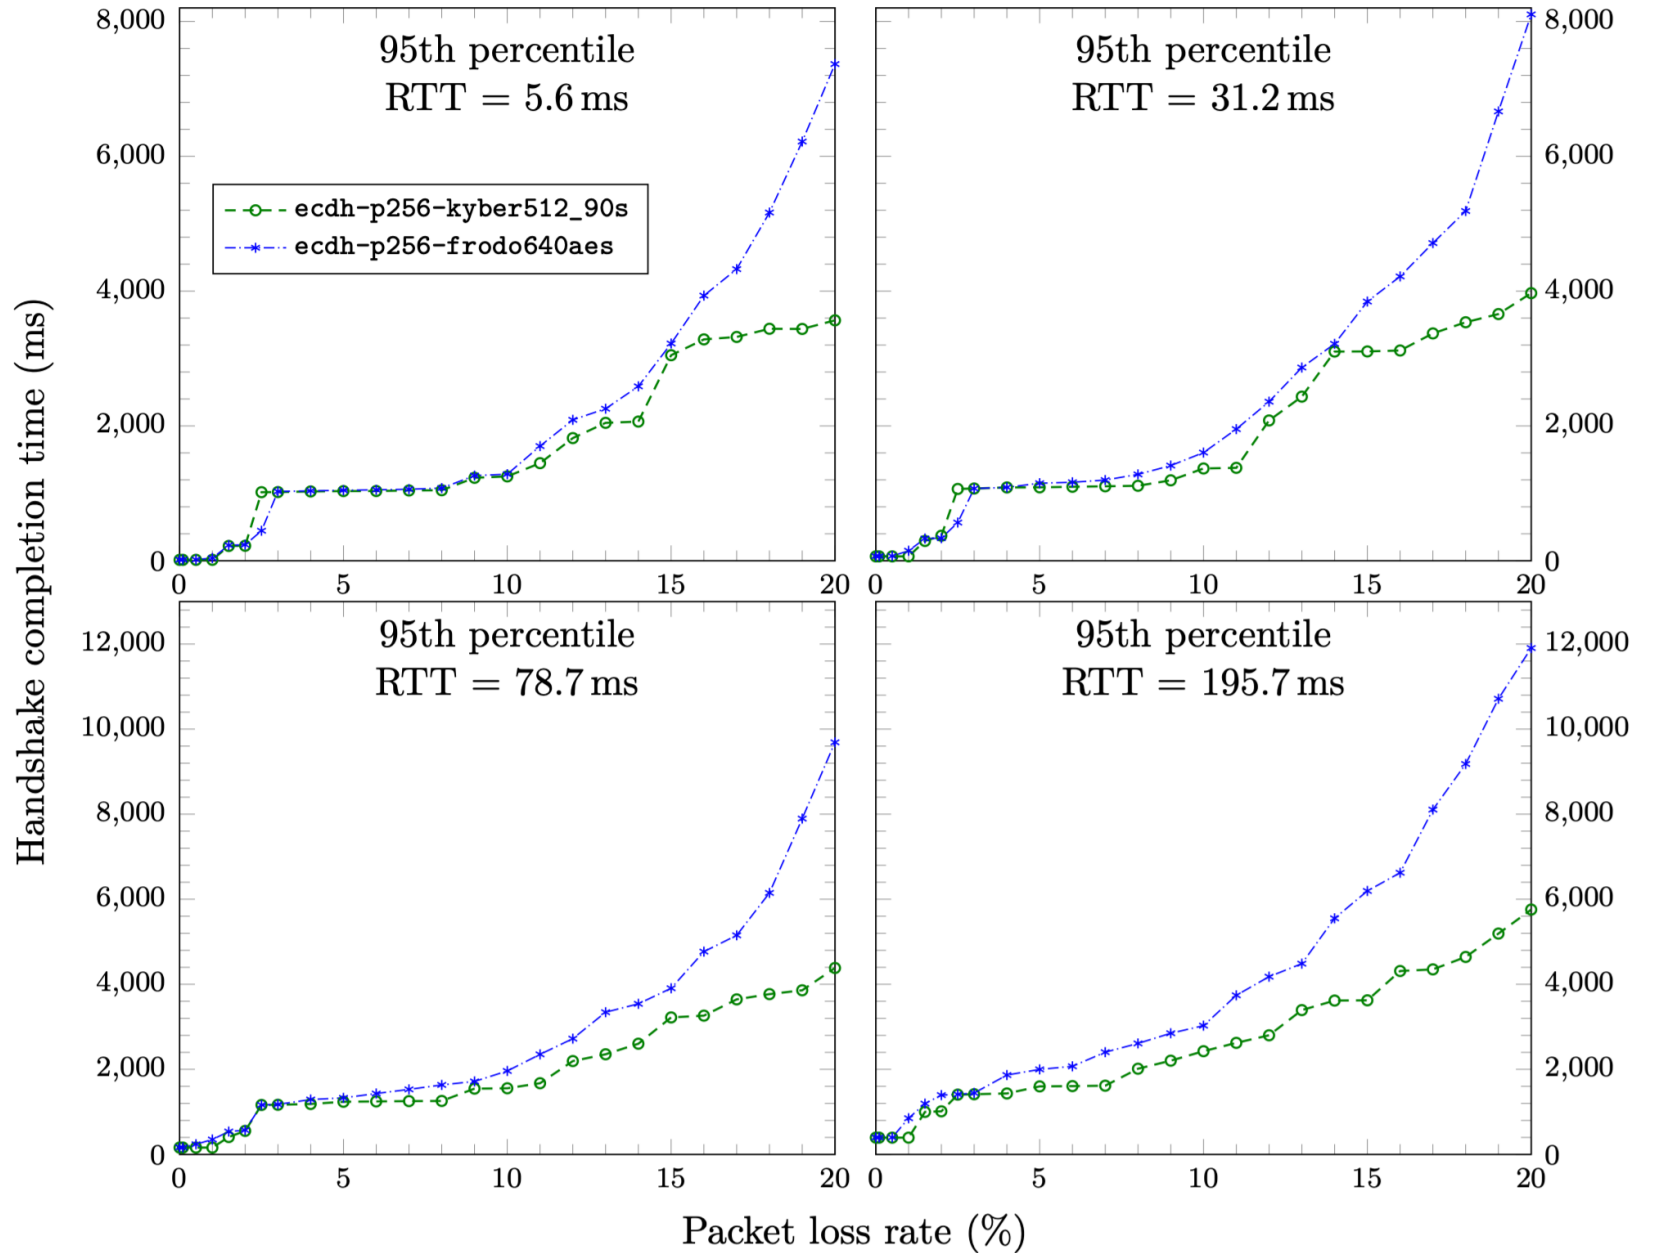 8,000
6,000
4,000
2,000
0
0 5 10 15 20
95th percentile
RTT = 5.6 ms
ecdh-p256-kyber512_90s
ecdh-p256-frodo640aes
95th percentile
RTT = 31.2 ms
8,000
6,000
4,000
2,000
0
0 5 10 15 20
Handshake completion time (ms)
12,000
10,000
8,000
6,000
4,000
2,000
0
0 5 10 15 20
95th percentile
RTT = 78.7 ms
95th percentile
RTT = 195.7 ms
12,000
10,000
8,000
6,000
4,000
2,000
0
0 5 10 15 20
Packet loss rate (%)